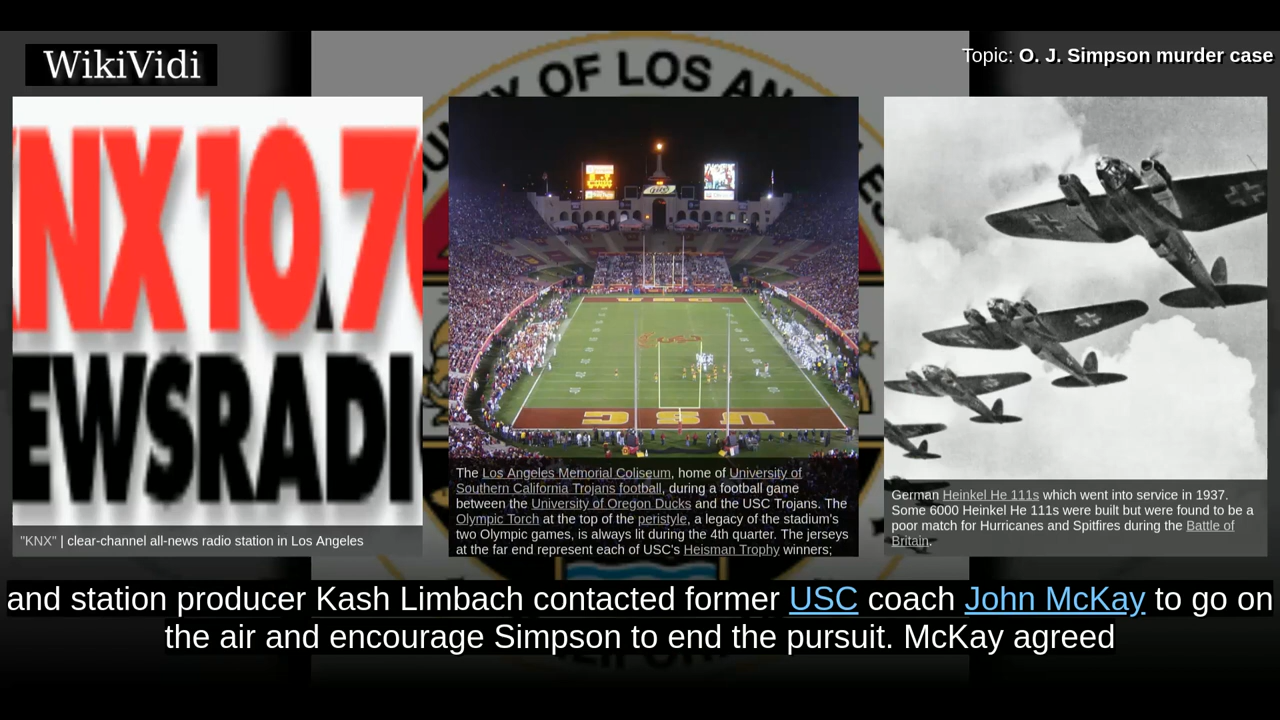 WikiVidi
Topic: O. J. Simpson murder case
NX 10.70
EWSRADI
USC
"KNX" | clear-channel all-news radio station in Los Angeles
The Los Angeles Memorial Coliseum, home of University of
Southern California Trojans football, during a football game
between the University of Oregon Ducks and the USC Trojans. The
Olympic Torch at the top of the peristyle, a legacy of the stadium's
two Olympic games, is always lit during the 4th quarter. The jerseys
at the far end represent each of USC's Heisman Trophy winners;
German Heinkel He 111s which went into service in 1937.
Some 6000 Heinkel He 111s were built but were found to be a
poor match for Hurricanes and Spitfires during the Battle of
Britain.
and station producer Kash Limbach contacted former USC coach John McKay to go on
the air and encourage Simpson to end the pursuit. McKay agreed